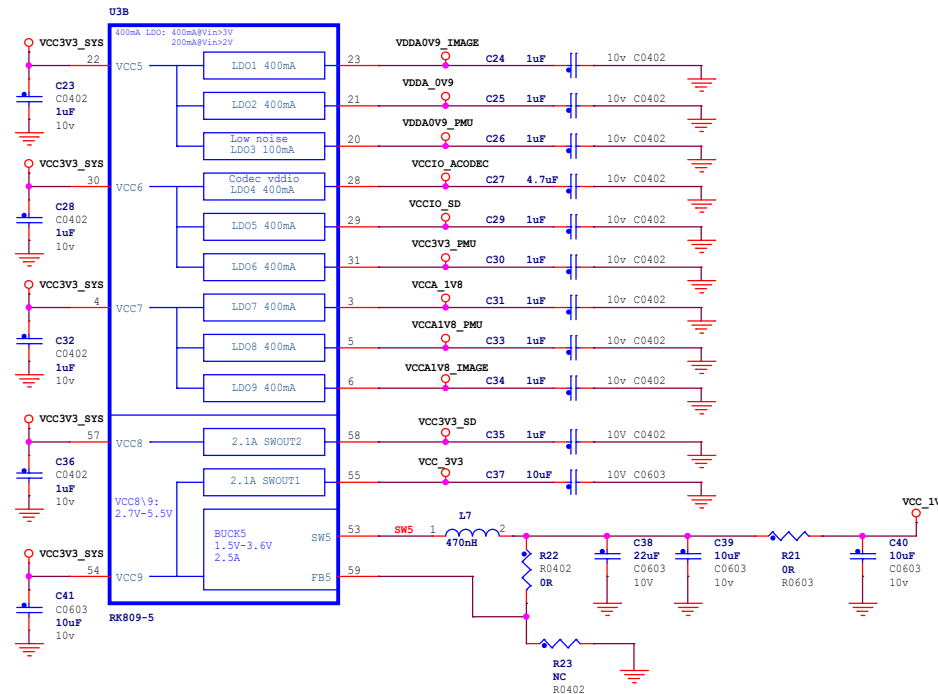 U3B
400mA LDO: 400mA@Vin>3V
200mA@Vin>2V
VCC3V3_SYS
22
VCC5
LDO1 400mA
23
VDDA0V9_IMAGE
C24
1uF
10v C0402
C23
C0402
1uF
10v
LDO2 400mA
21
VDDA_0V9
C25
1uF
10v C0402
Low noise
LDO3 100mA
20
VDDA0V9_PMU
C26
1uF
10v C0402
VCC3V3_SYS
30
VCC6
Codec vddio
LDO4 400mA
28
VCCIO_ACODEC
C27
4.7uF
10v C0402
C28
C0402
1uF
10v
LDO5 400mA
29
VCCIO_SD
C29
1uF
10v C0402
LDO6 400mA
31
VCC3V3_PMU
C30
1uF
10v C0402
VCC3V3_SYS
4
VCC7
LDO7 400mA
3
VCCA_1V8
C31
1uF
10v C0402
C32
C0402
1uF
10v
LDO8 400mA
5
VCCA1V8_PMU
C33
1uF
10v C0402
LDO9 400mA
6
VCCA1V8_IMAGE
C34
1uF
10v C0402
VCC3V3_SYS
57
VCC8
2.1A SWOUT2
58
VCC3V3_SD
C35
1uF
10V C0402
C36
C0402
1uF
10v
2.1A SWOUT1
55
VCC_3V3
C37
10uF
10V C0603
VCC8\9:
2.7V-5.5V
BUCK5
1.5V-3.6V
2.5A
SW5
53
SW5
1
L7
2
470nH
VCC_1V
VCC3V3_SYS
54
VCC9
FB5
59
R22
R0402
0R
C38
22uF
C0603
10V
C39
10uF
C0603
10v
R21
0R
R0603
C40
10uF
C0603
10v
C41
C0603
10uF
10v
RK809-5
R23
NC
R0402